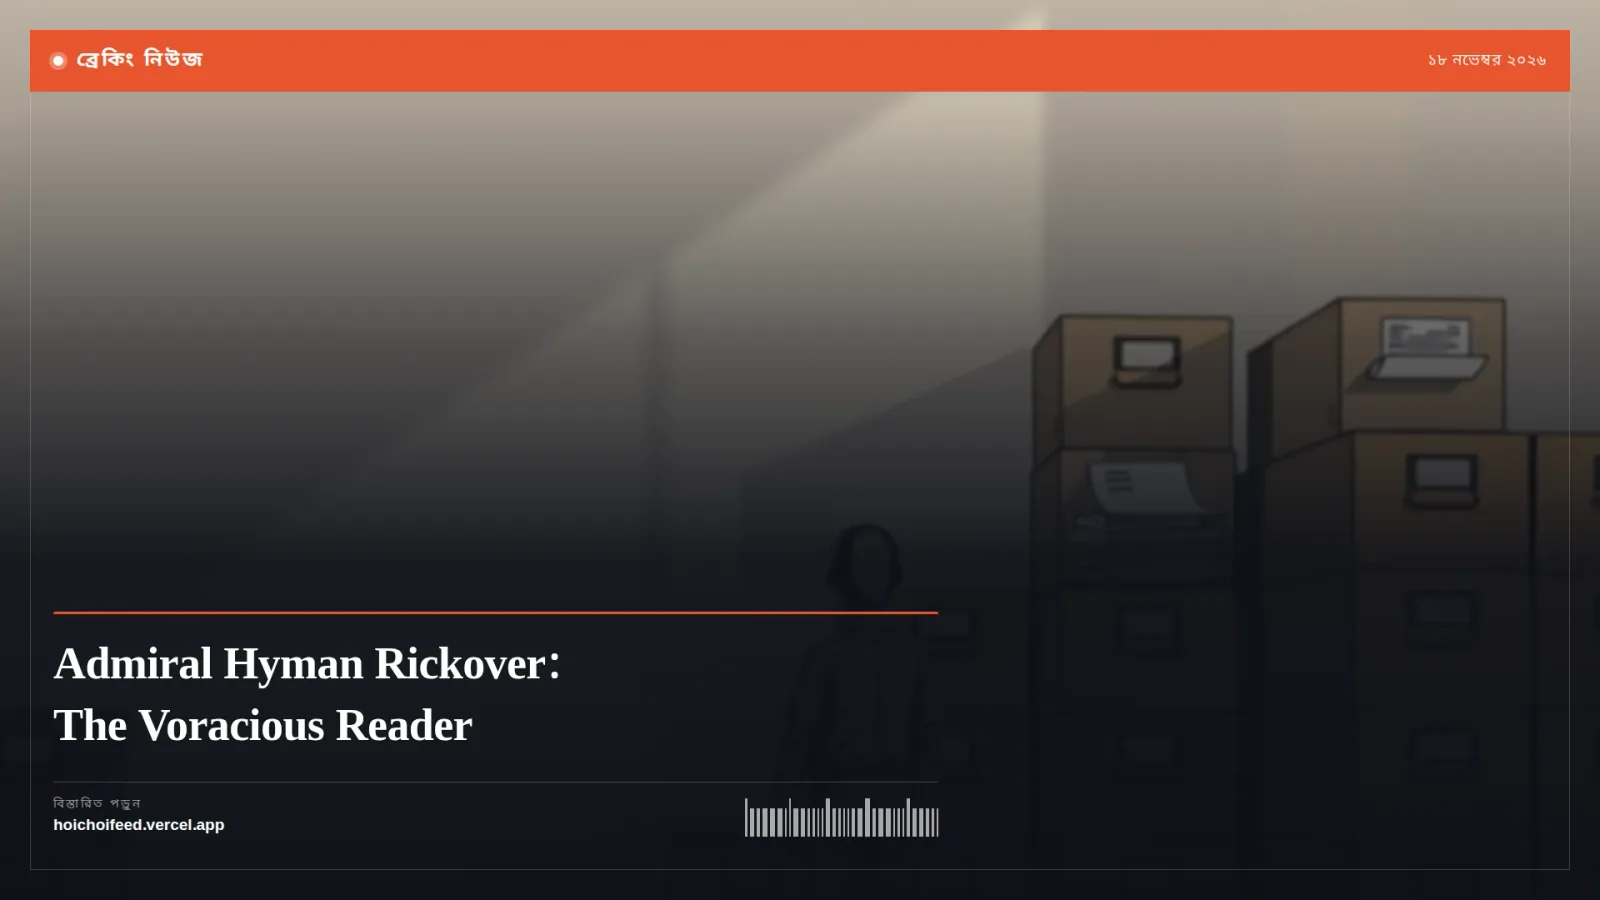 ব্রেকিং নিউজ
১৮ নভেম্বর ২০২৬
Admiral Hyman Rickover:
The Voracious Reader
বিস্তারিত পড়ুন
hoichoifeed.vercel.app